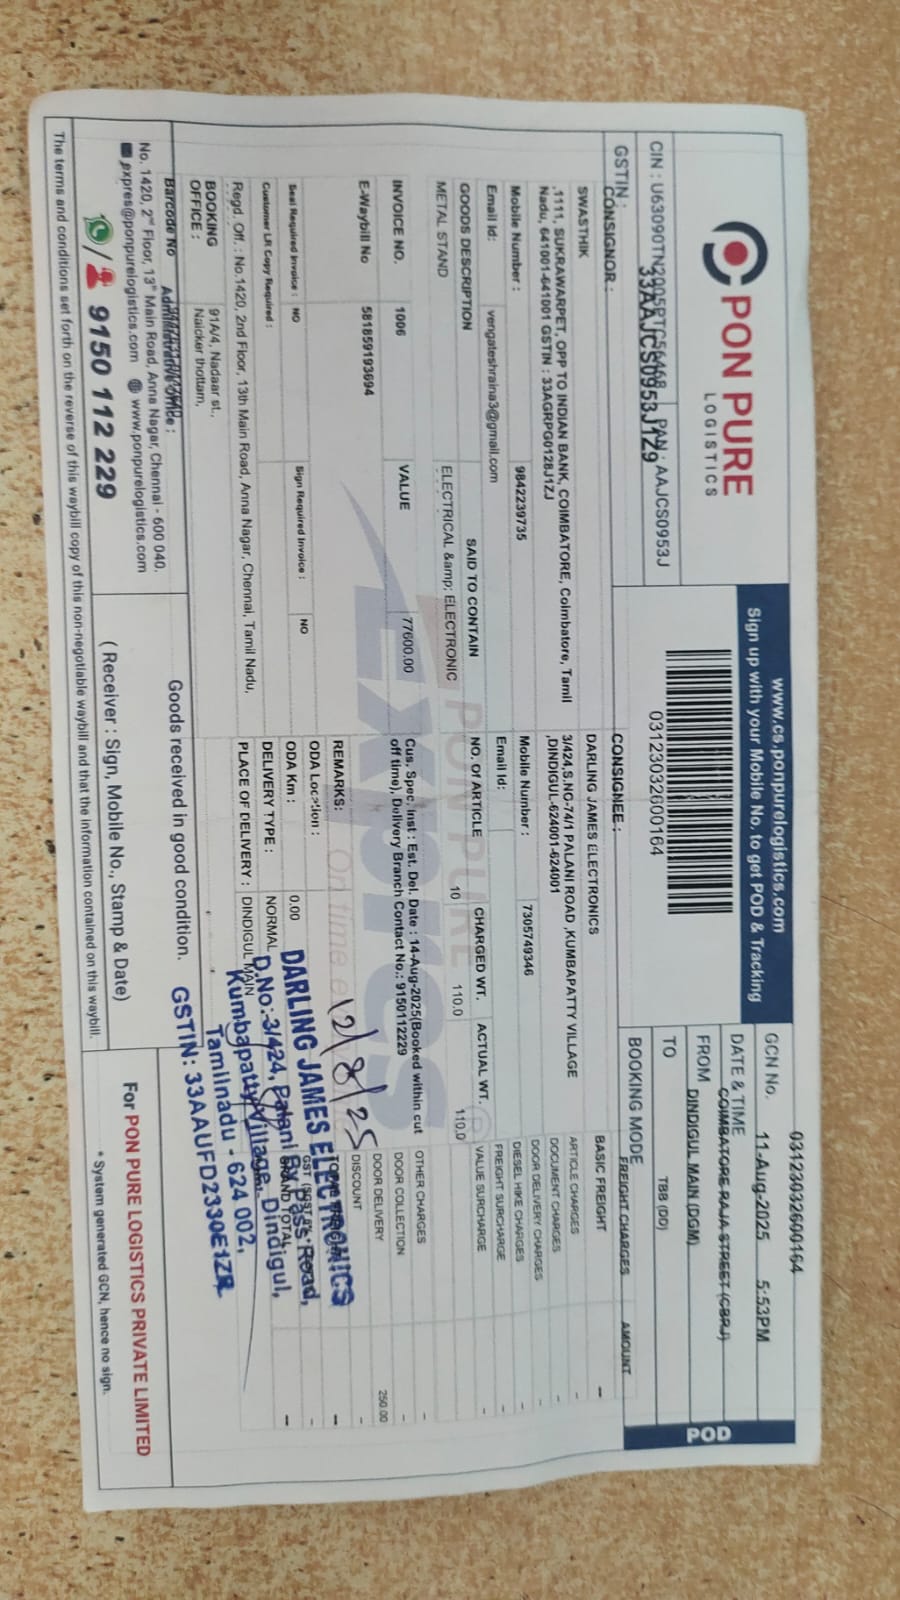 PON PURE
LOGISTICS
www.cs.ponpurelogistics.com
Sign up with your Mobile No. to get POD & Tracking
CIN : U63090TN2005PTC56468 PAN : AAJCS0953J
33AAJCS0953J1Z9
GSTIN :
03123032600164
03123032600164
GCN No.
11-Aug-2025 5:53PM
DATE & TIME
COIMBATORE RAJA STREET (CBRJ)
FROM
DINDIGUL MAIN (DGM)
TO
TBB (DD)
BOOKING MODE
POD
CONSIGNOR :
SWASTHIK
,1111, SUKRAWARPET, OPP TO INDIAN BANK, COIMBATORE, Coimbatore, Tamil
Nadu, 641001-641001 GSTIN : 33AGRPG0128J1ZJ
Mobile Number : 9842239735
Email Id: vengateshraina3@gmail.com
CONSIGNEE :
DARLING JAMES ELECTRONICS
3/424,S.NO-74/1 PALANI ROAD ,KUMBAPATTY VILLAGE
,DINDIGUL-624001-624001
Mobile Number : 7305749346
Email Id:
GOODS DESCRIPTION SAID TO CONTAIN NO. Of ARTICLE CHARGED WT. ACTUAL WT.
METAL STAND ELECTRICAL &amp; ELECTRONIC 10 110.0 110.0
INVOICE NO. 1006 VALUE 77600.00
E-Waybill No 581859193694
Cus. Spec. Inst : Est. Del. Date : 14-Aug-2025(Booked within cut
off time), Delivery Branch Contact No.: 9150112229
Seal Required Invoice : NO Sign Required Invoice : NO
Customer LR Copy Required :
REMARKS:
ODA Location :
ODA Km : 0.00
DELIVERY TYPE : NORMAL
PLACE OF DELIVERY : DINDIGUL MAIN
PON PURE
Expres
On time e
FREIGHT CHARGES AMOUNT
BASIC FREIGHT -
ARTICLE CHARGES -
DOCUMENT CHARGES -
DOOR DELIVERY CHARGES -
DIESEL HIKE CHARGES -
FREIGHT SURCHARGE -
VALUE SURCHARGE -
OTHER CHARGES -
DOOR COLLECTION -
DOOR DELIVERY 250.00
DISCOUNT -
GRAND TOTAL -
12/8/25
DARLING JAMES ELECTRONICS
D.No:3/424, Palani By Pass Road,
Kumbapatty Village, Dindigul,
Tamilnadu - 624 002,
GSTIN: 33AAUFD2330E1ZR
Regd. Off. : No.1420, 2nd Floor, 13th Main Road, Anna Nagar, Chennai, Tamil Nadu,
BOOKING
OFFICE :
91A/4, Nadaar st.,
Naicker thottam,
Barcode No
Administrative Office :
No. 1420, 2nd Floor, 13th Main Road, Anna Nagar, Chennai - 600 040.
expres@ponpurelogistics.com www.ponpurelogistics.com
9150 112 229
Goods received in good condition.
( Receiver : Sign, Mobile No., Stamp & Date)
For PON PURE LOGISTICS PRIVATE LIMITED
* System generated GCN, hence no sign.
The terms and conditions set forth on the reverse of this waybill copy of this non-negotiable waybill and that the information contained on this waybill.